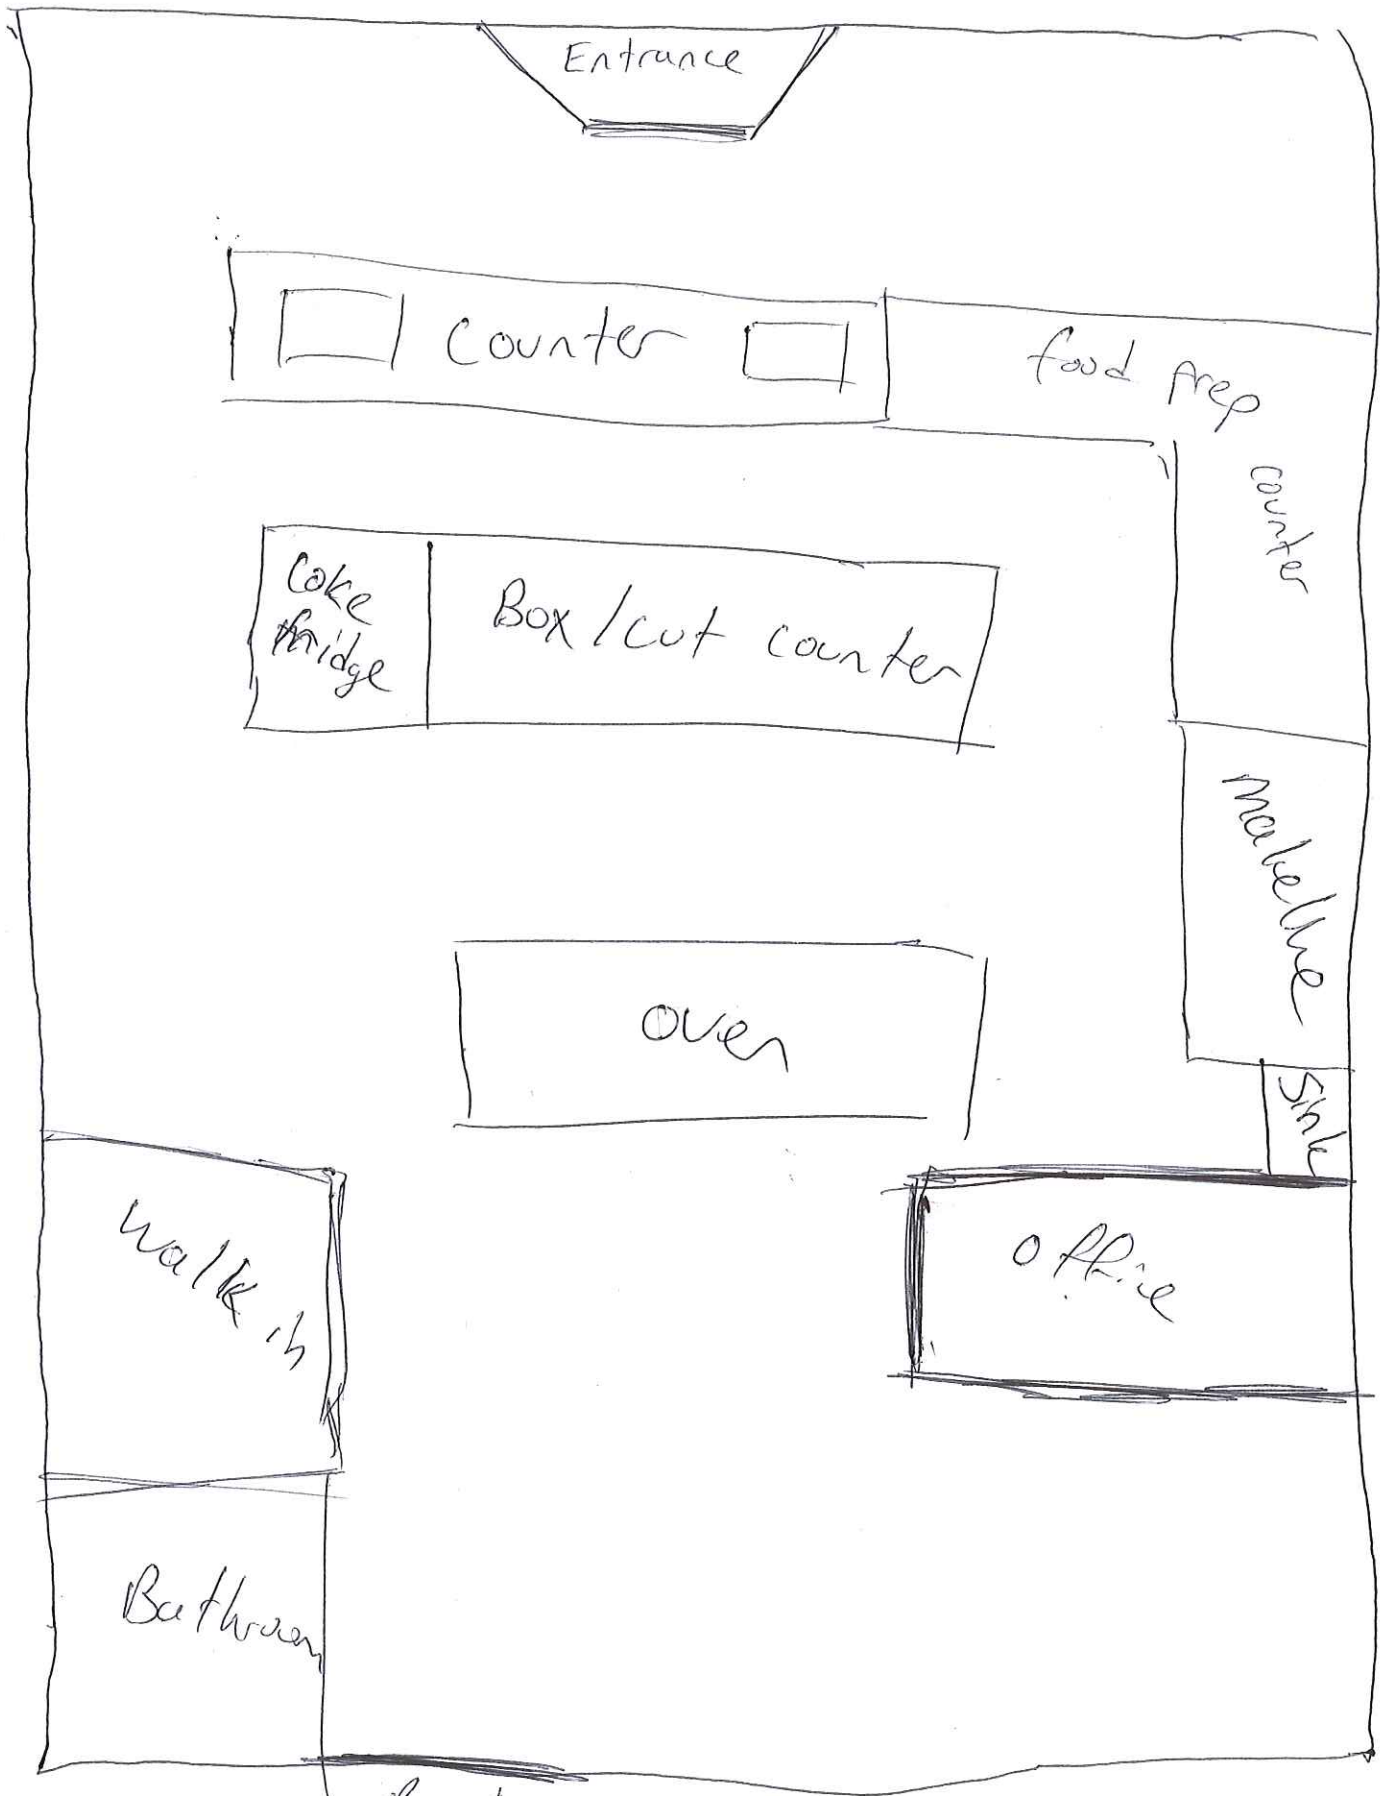 Entrance
Counter
food prep
counter
Coke
fridge
Box/cut counter
makeline
oven
Sink
walk in
office
Bathroom